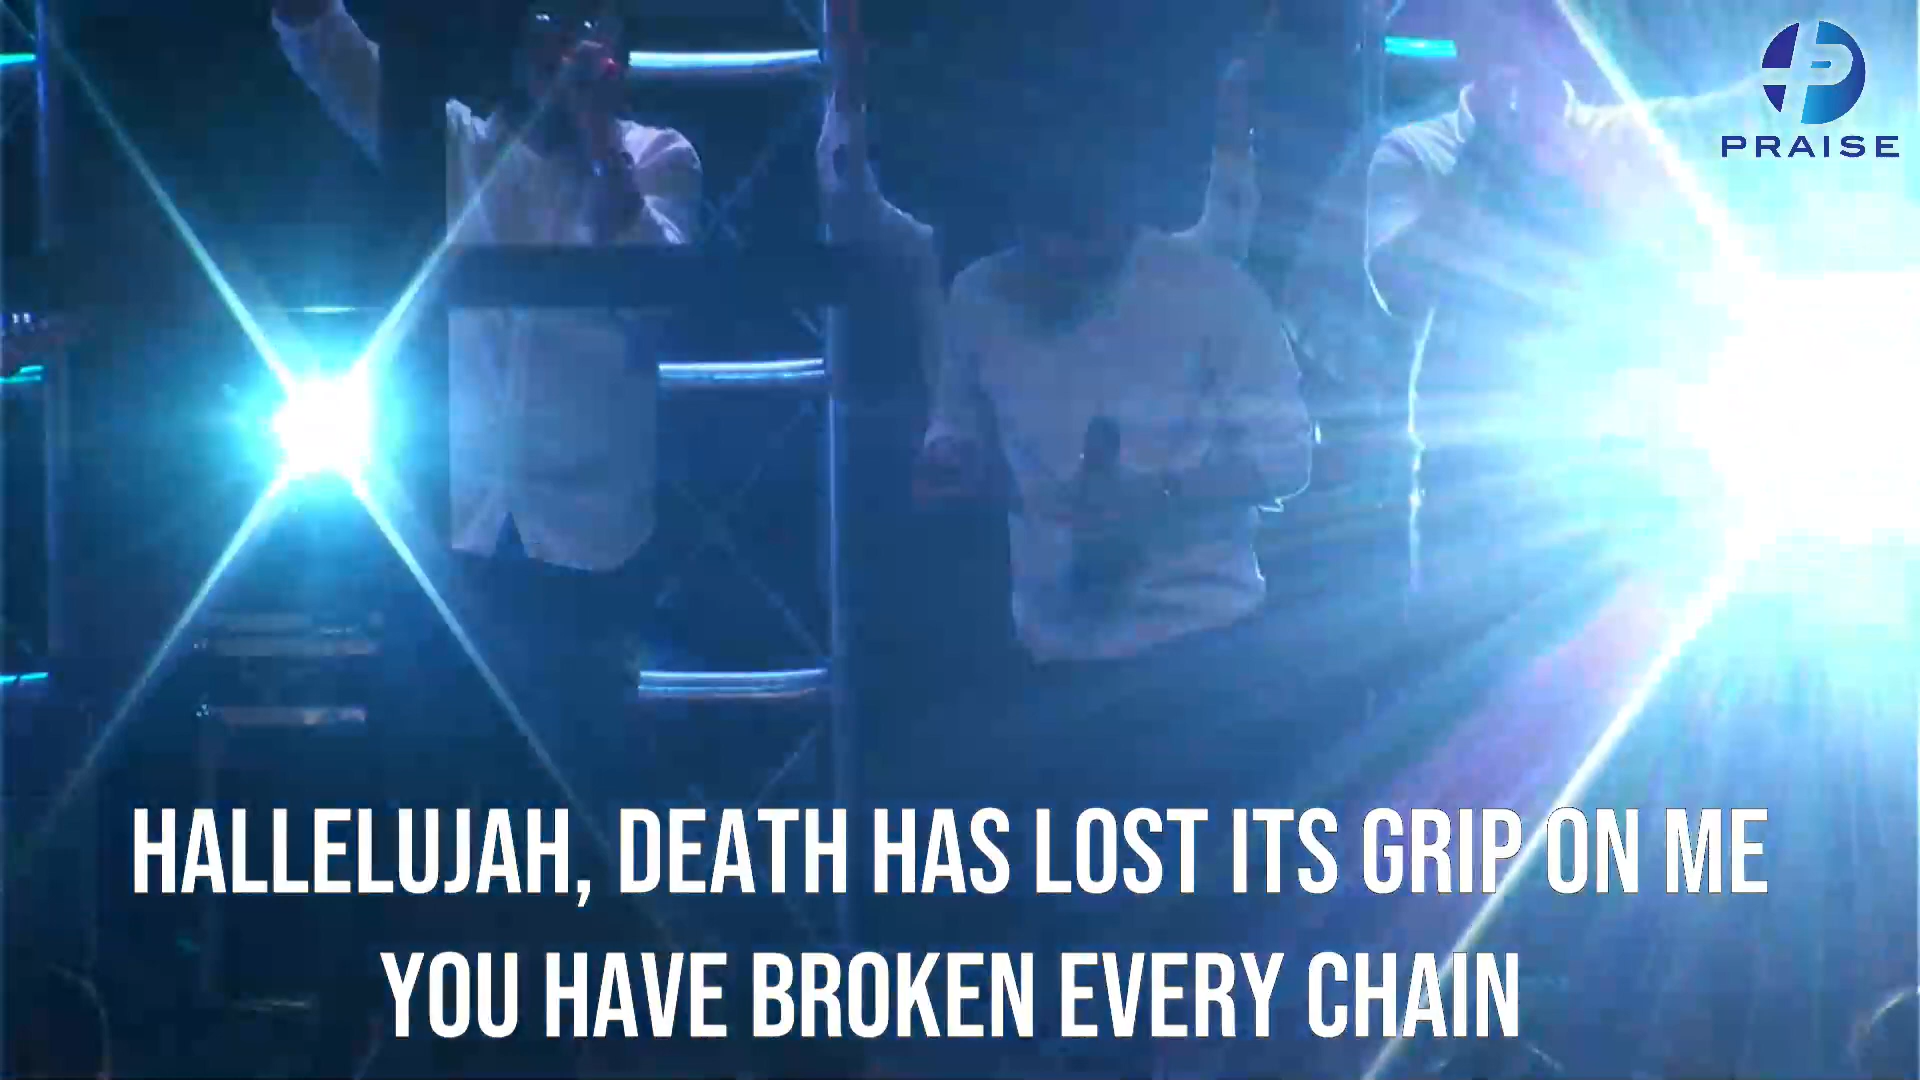 PRAISE
HALLELUJAH, DEATH HAS LOST ITS GRIP ON ME
YOU HAVE BROKEN EVERY CHAIN